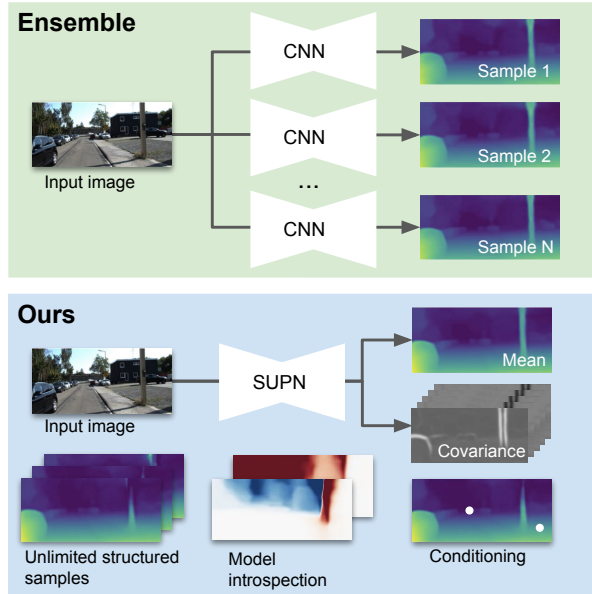 Ensemble
CNN
Sample 1
CNN
Sample 2
Input image
...
CNN
Sample N
Ours
SUPN
Mean
Input image
Covariance
Unlimited structured
samples
Model
introspection
Conditioning